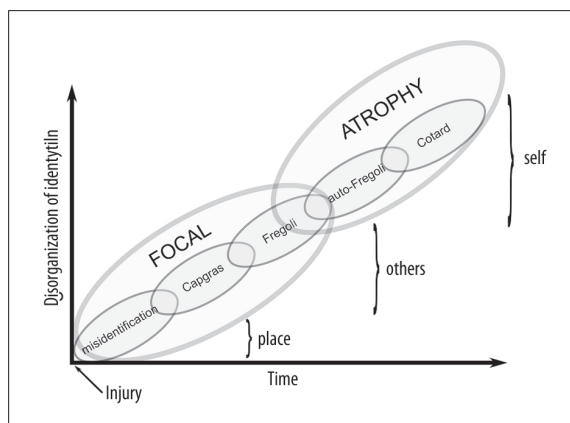 Disorganization of identytiln
ATROPHY
Cotard
auto-Fregoli
self
FOCAL
Fregoli
Capgras
others
misidentification
place
Time
Injury